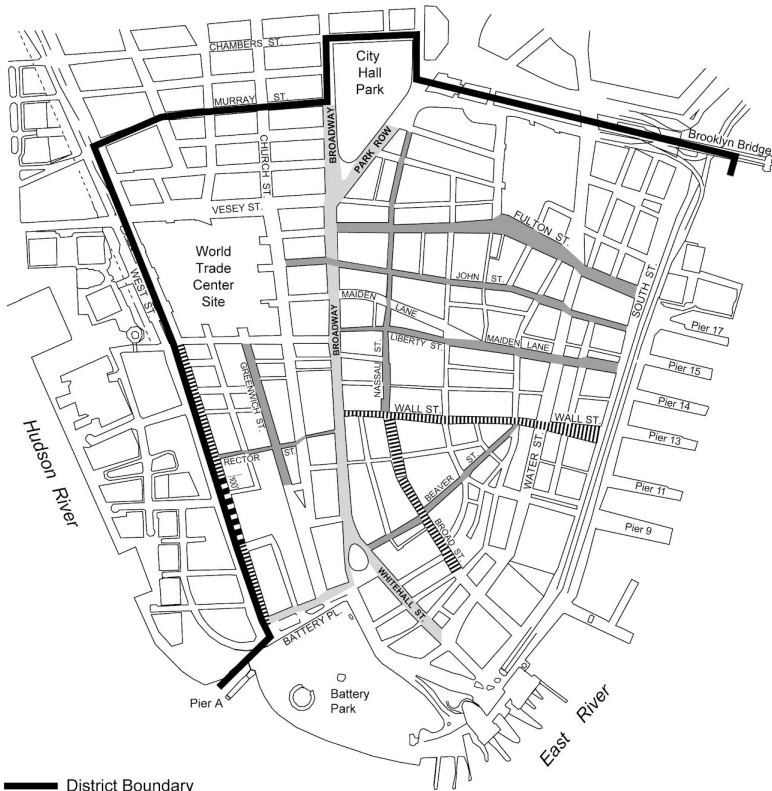 CHAMBERS ST.
City
Hall
Park
MURRAY ST.
BROADWAY
PARK ROW
CHURCH ST.
Brooklyn Bridge
VESEY ST.
FULTON ST.
World
Trade
Center
Site
WEST ST.
JOHN ST.
SOUTH ST.
MAIDEN LANE
Pier 17
BROADWAY
LIBERTY ST.
MAIDEN LANE
NASSAU ST.
Pier 15
GREENWICH ST.
Pier 14
WALL ST.
WALL ST.
Pier 13
Hudson River
RECTOR ST.
100'
WATER ST.
BEAVER ST.
Pier 11
BROAD ST.
Pier 9
WHITEHALL ST.
BATTERY PL.
Pier A
Battery
Park
East River
District Boundary